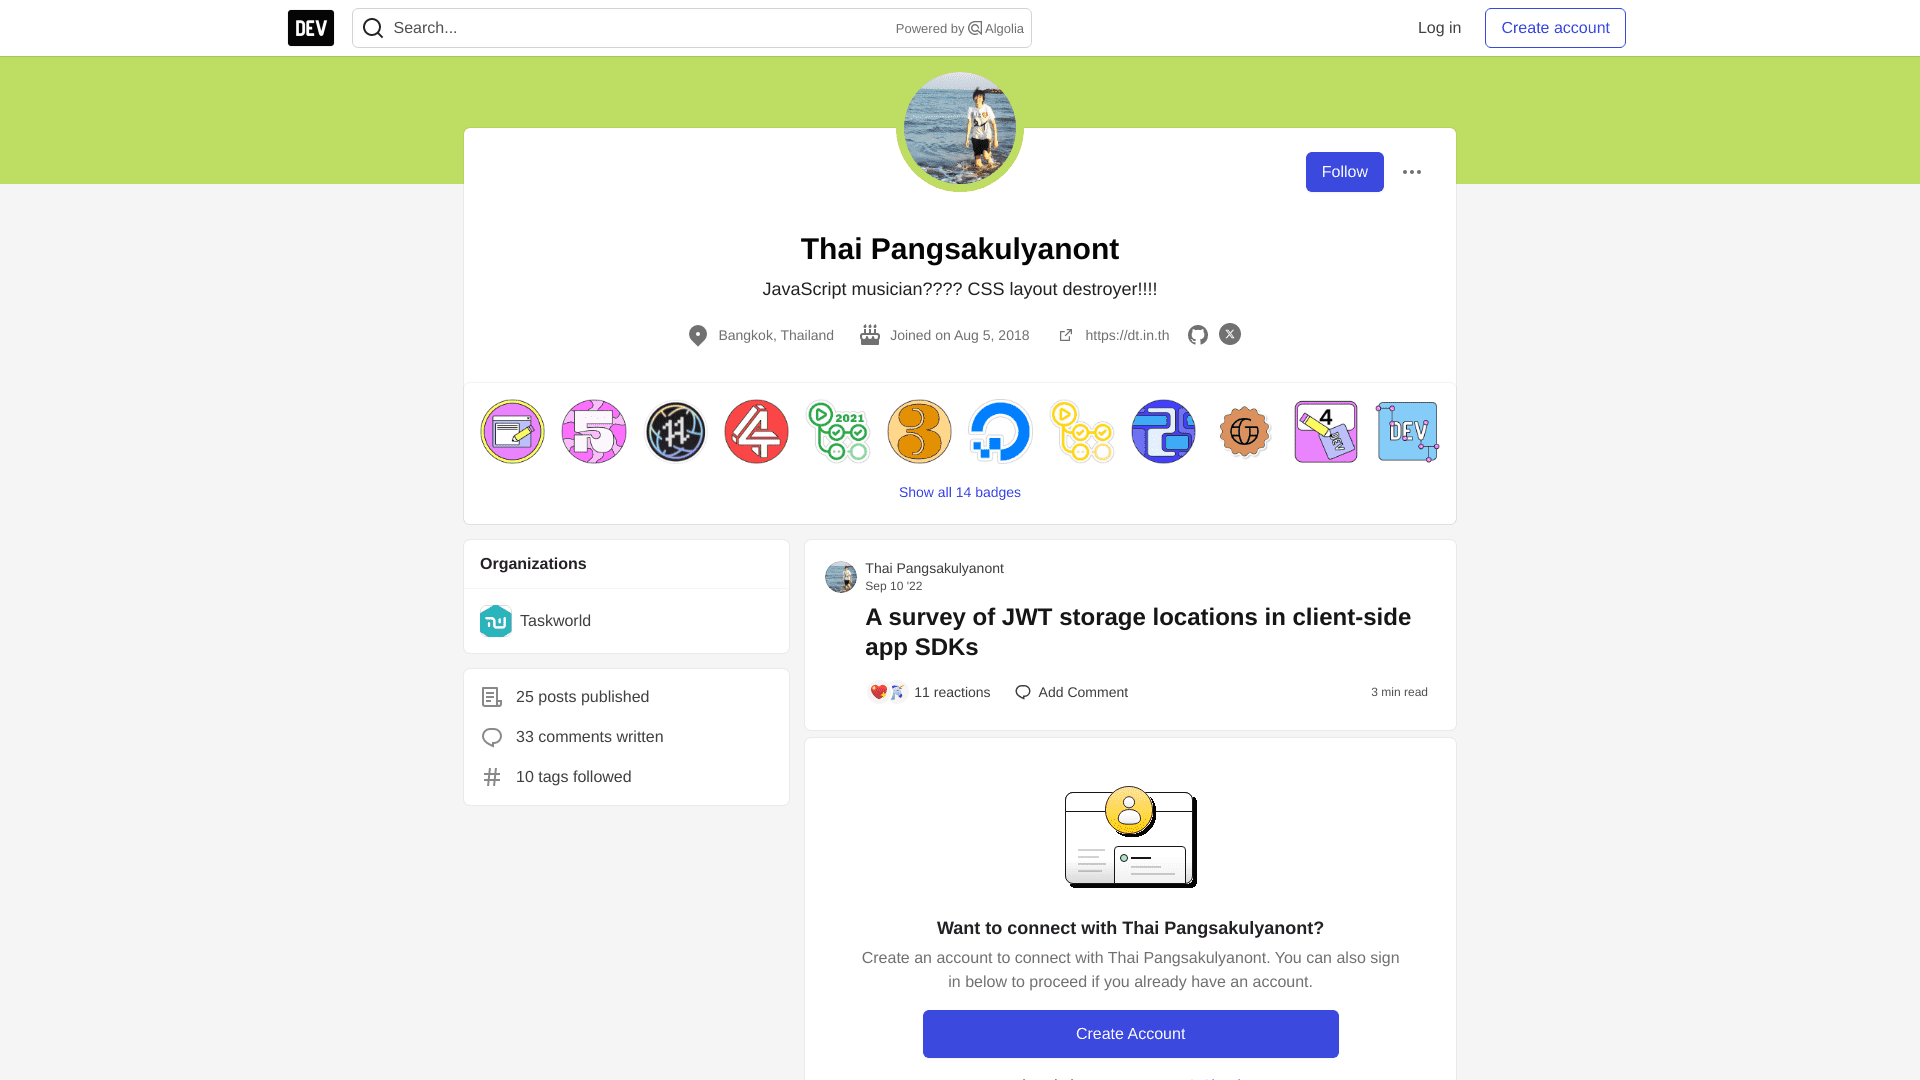 DEV
Search...
Powered by Algolia
Log in
Create account
Follow
Thai Pangsakulyanont
JavaScript musician???? CSS layout destroyer!!!!
Bangkok, Thailand
Joined on Aug 5, 2018
https://dt.in.th
5
4
2021
3
2
4
DEV
DEV
Show all 14 badges
Organizations
Taskworld
25 posts published
33 comments written
10 tags followed
Thai Pangsakulyanont
Sep 10 '22
A survey of JWT storage locations in client-side
app SDKs
11 reactions
Add Comment
3 min read
Want to connect with Thai Pangsakulyanont?
Create an account to connect with Thai Pangsakulyanont. You can also sign
in below to proceed if you already have an account.
Create Account